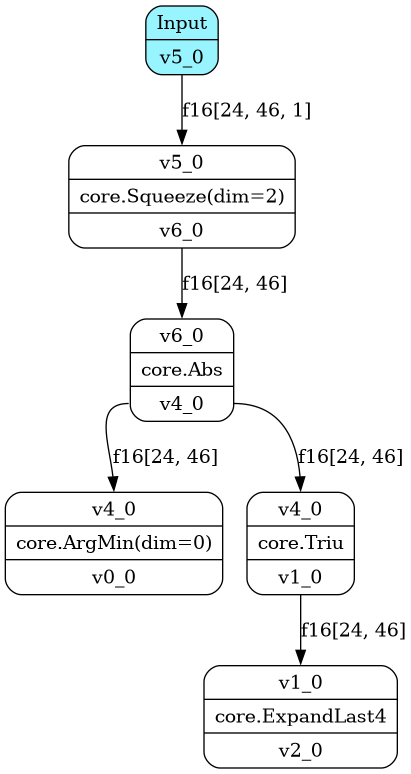 Input
v5_0
f16[24, 46, 1]
v5_0
core.Squeeze(dim=2)
v6_0
f16[24, 46]
v6_0
core.Abs
v4_0
f16[24, 46]
f16[24, 46]
v4_0
core.ArgMin(dim=0)
v0_0
v4_0
core.Triu
v1_0
f16[24, 46]
v1_0
core.ExpandLast4
v2_0